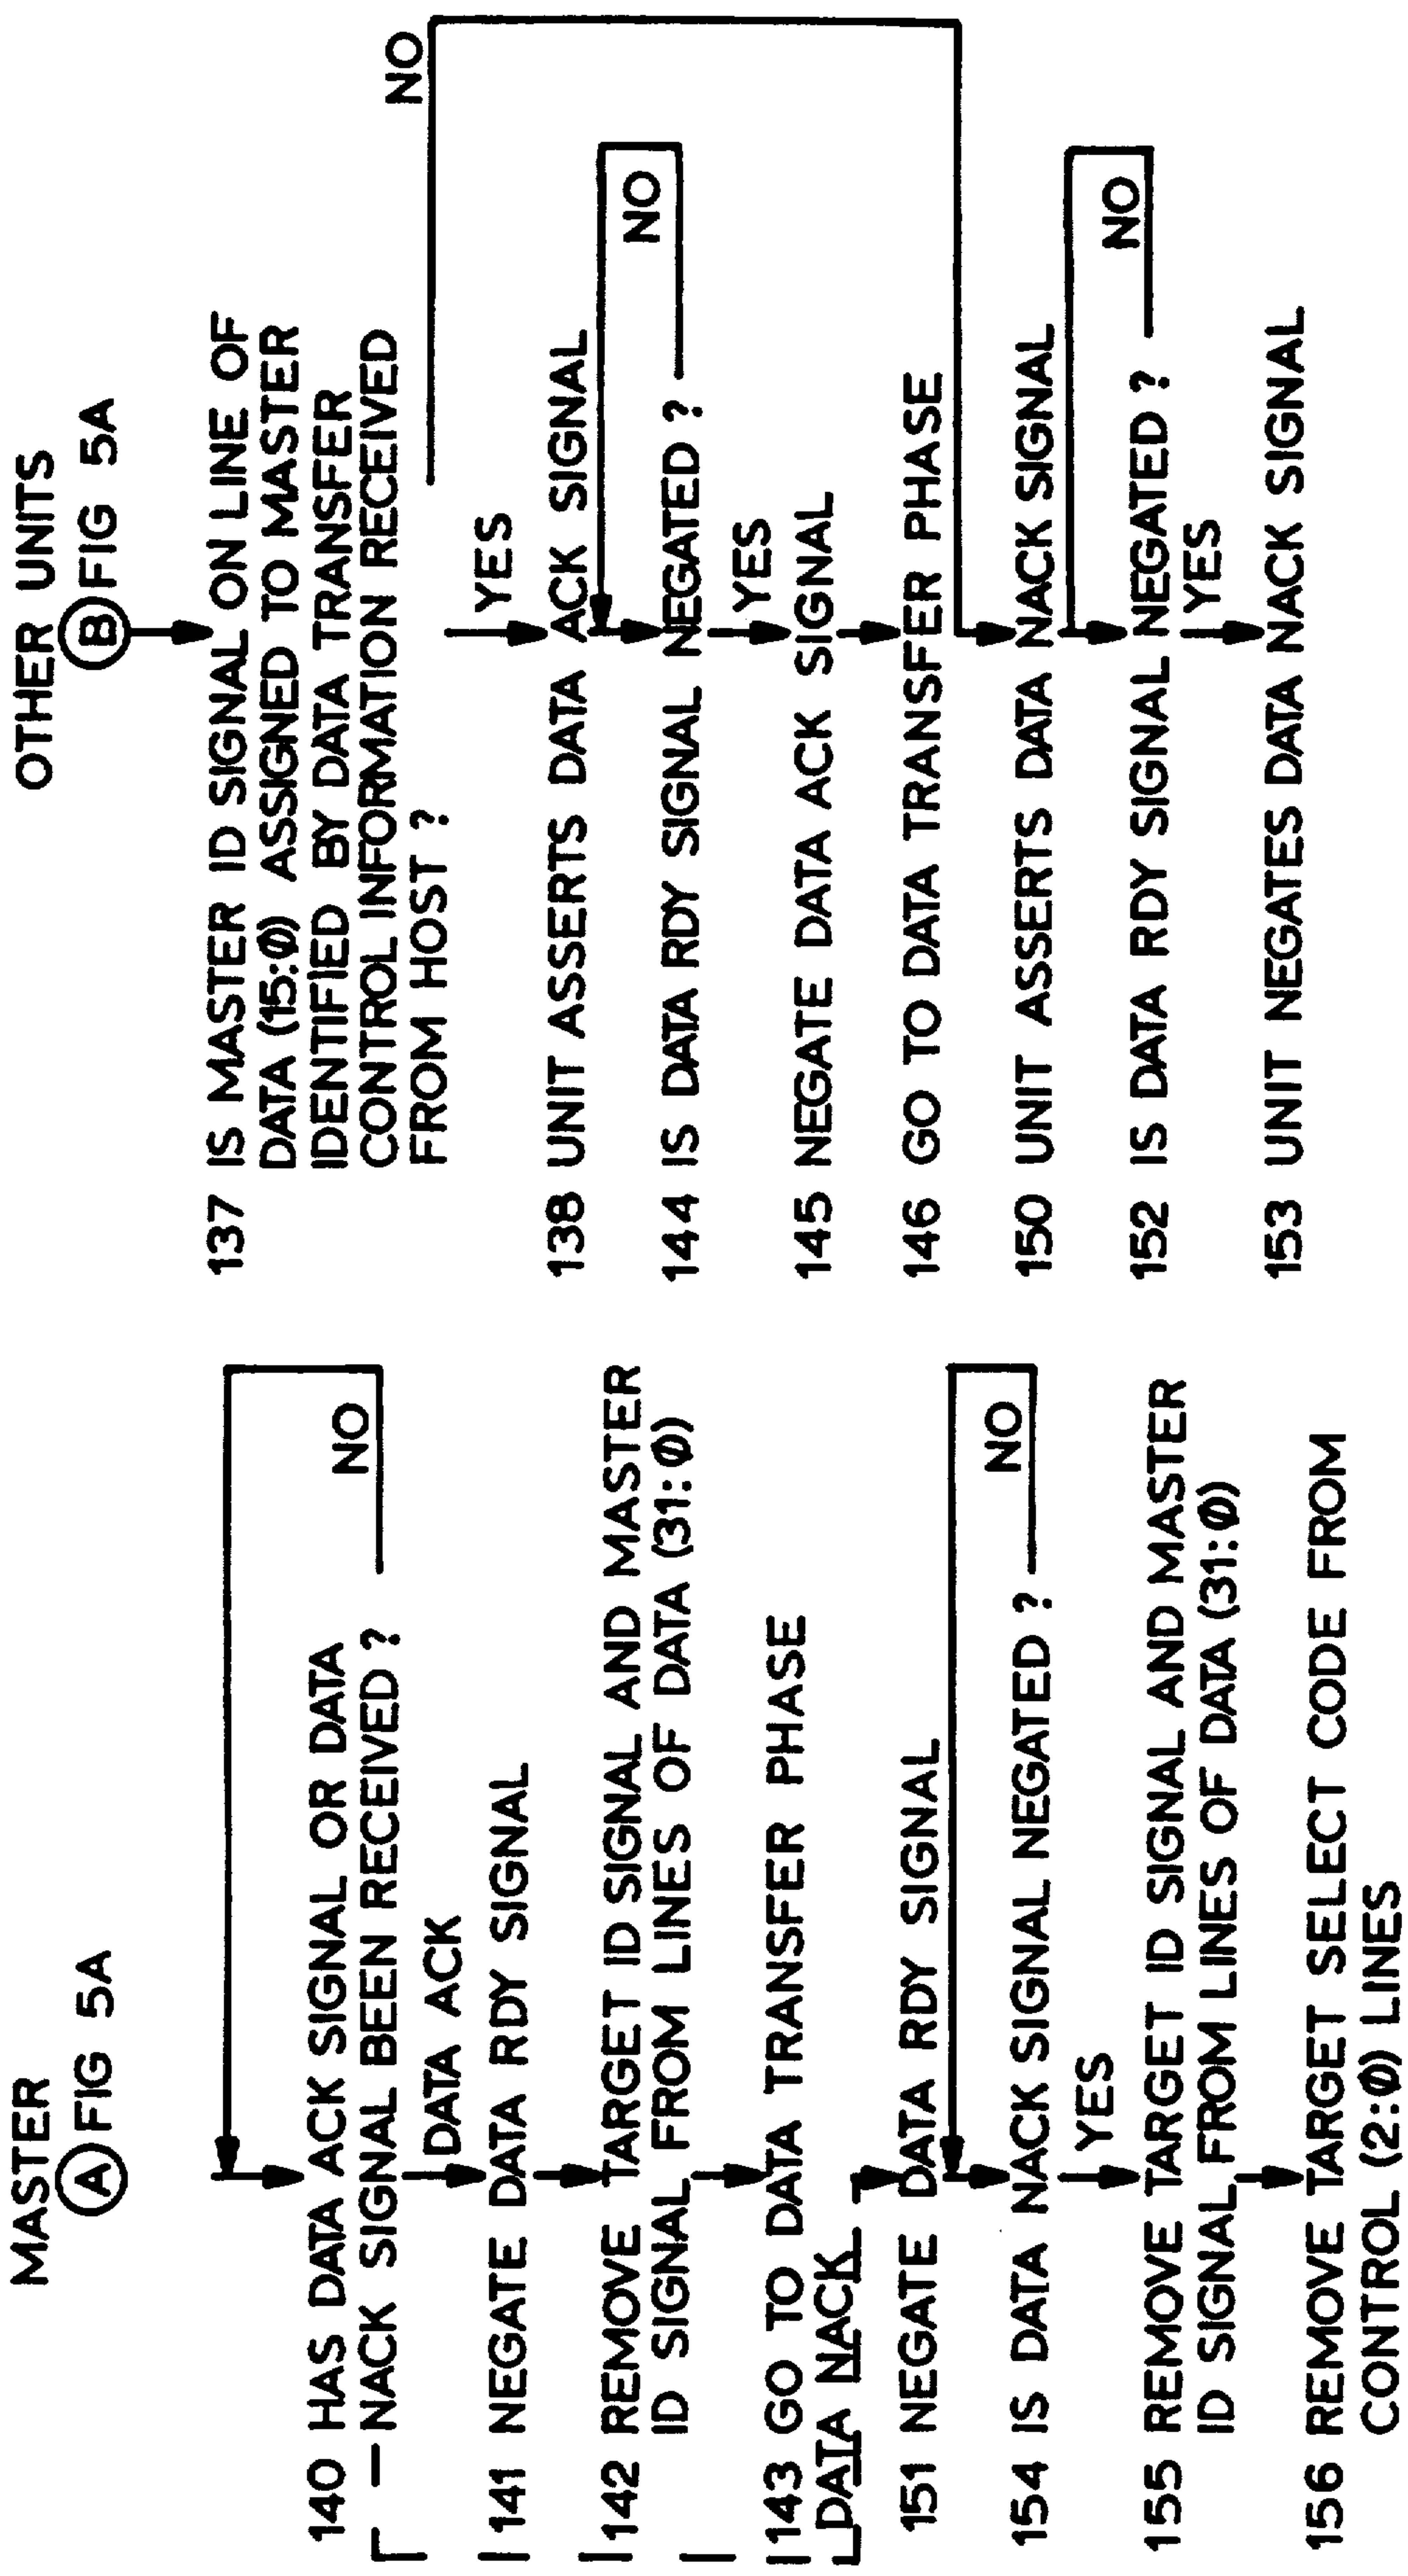 MASTER
(A) FIG 5A
140 HAS DATA ACK SIGNAL OR DATA
NACK SIGNAL BEEN RECEIVED ?
NO
DATA ACK
141 NEGATE DATA RDY SIGNAL
142 REMOVE TARGET ID SIGNAL AND MASTER
ID SIGNAL FROM LINES OF DATA (31:Ø)
143 GO TO DATA TRANSFER PHASE
DATA NACK
151 NEGATE DATA RDY SIGNAL
NO
154 IS DATA NACK SIGNAL NEGATED ?
YES
155 REMOVE TARGET ID SIGNAL AND MASTER
ID SIGNAL FROM LINES OF DATA (31:Ø)
156 REMOVE TARGET SELECT CODE FROM
CONTROL (2:Ø) LINES
OTHER UNITS
(B) FIG 5A
137 IS MASTER ID SIGNAL ON LINE OF
DATA (15:Ø) ASSIGNED TO MASTER
IDENTIFIED BY DATA TRANSFER
CONTROL INFORMATION RECEIVED
FROM HOST ?
NO
YES
138 UNIT ASSERTS DATA ACK SIGNAL
NO
144 IS DATA RDY SIGNAL NEGATED ?
YES
145 NEGATE DATA ACK SIGNAL
146 GO TO DATA TRANSFER PHASE
150 UNIT ASSERTS DATA NACK SIGNAL
NO
152 IS DATA RDY SIGNAL NEGATED ?
YES
153 UNIT NEGATES DATA NACK SIGNAL